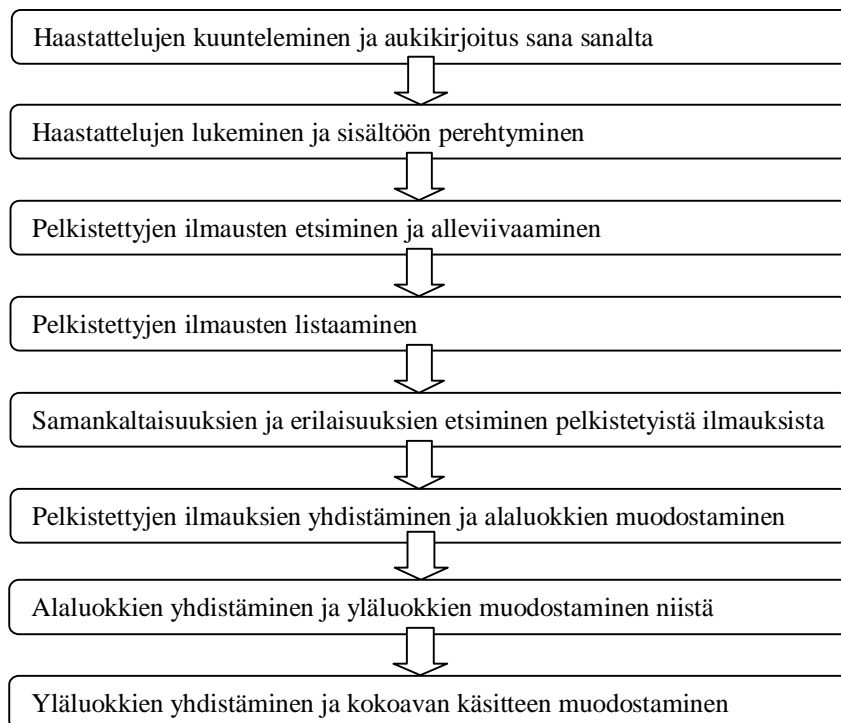 Haastattelujen kuunteleminen ja aukikirjoitus sana sanalta
Haastattelujen lukeminen ja sisältöön perehtyminen
Pelkistettyjen ilmausten etsiminen ja alleviivaaminen
Pelkistettyjen ilmausten listaaminen
Samankaltaisuuksien ja erilaisuuksien etsiminen pelkistetyistä ilmauksista
Pelkistettyjen ilmauksien yhdistäminen ja alaluokkien muodostaminen
Alaluokkien yhdistäminen ja yläluokkien muodostaminen niistä
Yläluokkien yhdistäminen ja kokoavan käsitteen muodostaminen